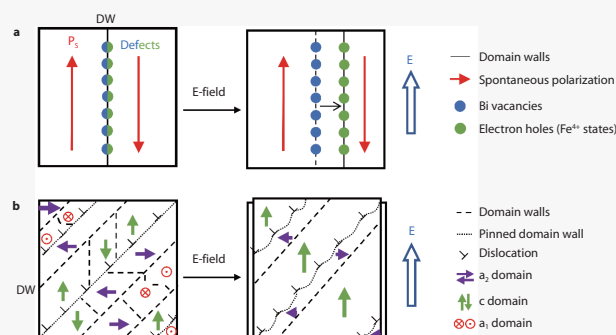 DW
a
P_S
Defects
E-field
E
Domain walls
Spontaneous polarization
Bi vacancies
Electron holes (Fe⁴⁺ states)
b
DW
E-field
E
Domain walls
Pinned domain wall
Dislocation
a₂ domain
c domain
a₁ domain